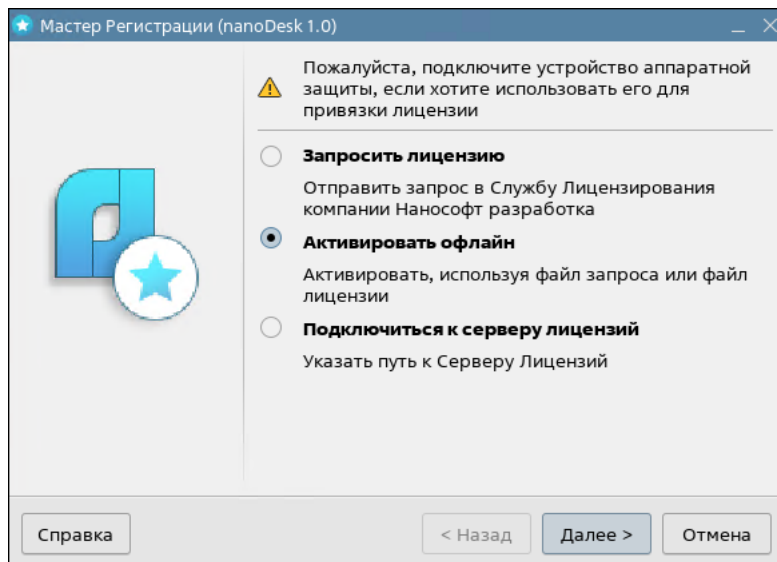 Мастер Регистрации (nanoDesk 1.0)
Пожалуйста, подключите устройство аппаратной
защиты, если хотите использовать его для
привязки лицензии
Запросить лицензию
Отправить запрос в Службу Лицензирования
компании Нанософт разработка
Активировать офлайн
Активировать, используя файл запроса или файл
лицензии
Подключиться к серверу лицензий
Указать путь к Серверу Лицензий
Справка
< Назад
Далее >
Отмена